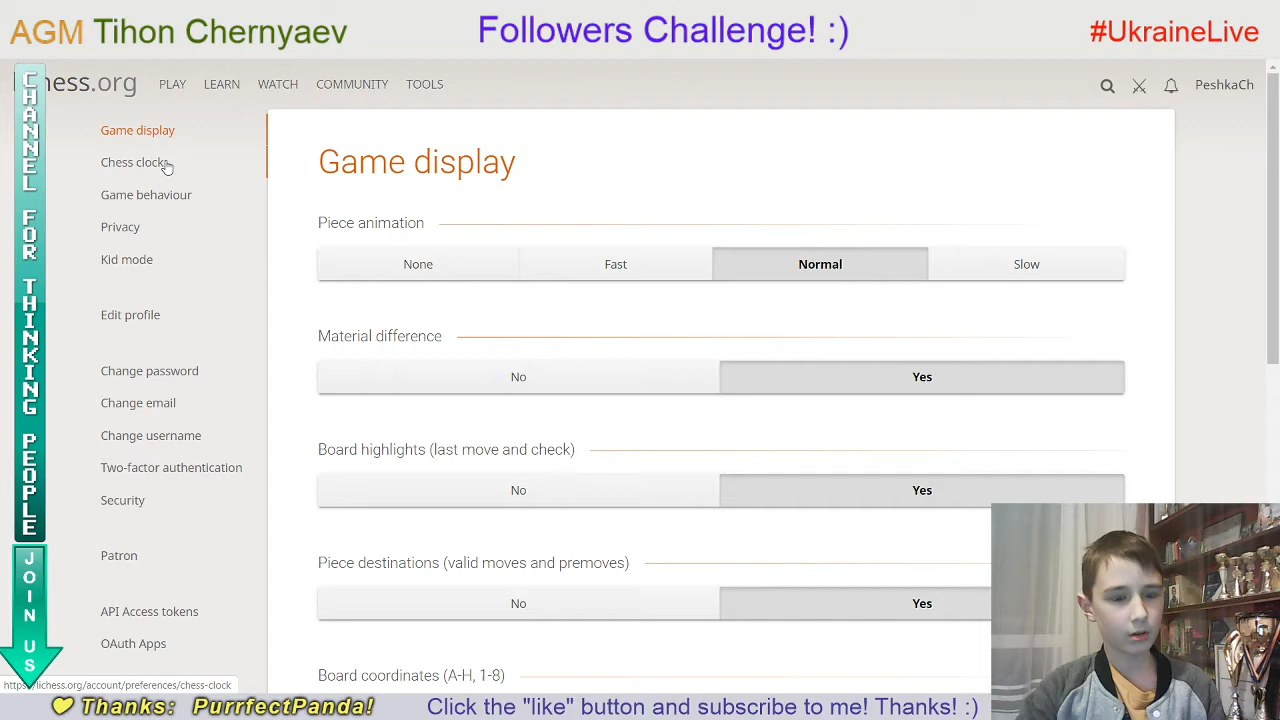 AGM Tihon Chernyaev
Followers Challenge! :)
#UkraineLive
CHANNEL FOR THINKING PEOPLE
JOIN US
hess.org
PLAY LEARN WATCH COMMUNITY TOOLS
PeshkaCh
Game display
Chess clock
Game behaviour
Privacy
Kid mode
Edit profile
Change password
Change email
Change username
Two-factor authentication
Security
Patron
API Access tokens
OAuth Apps
https://lichess.org/account/preferences/chess-clock
Game display
Piece animation
None Fast Normal Slow
Material difference
No Yes
Board highlights (last move and check)
No Yes
Piece destinations (valid moves and premoves)
No Yes
Board coordinates (A-H, 1-8)
Thanks: PurrfectPanda!
Click the "like" button and subscribe to me! Thanks! :)